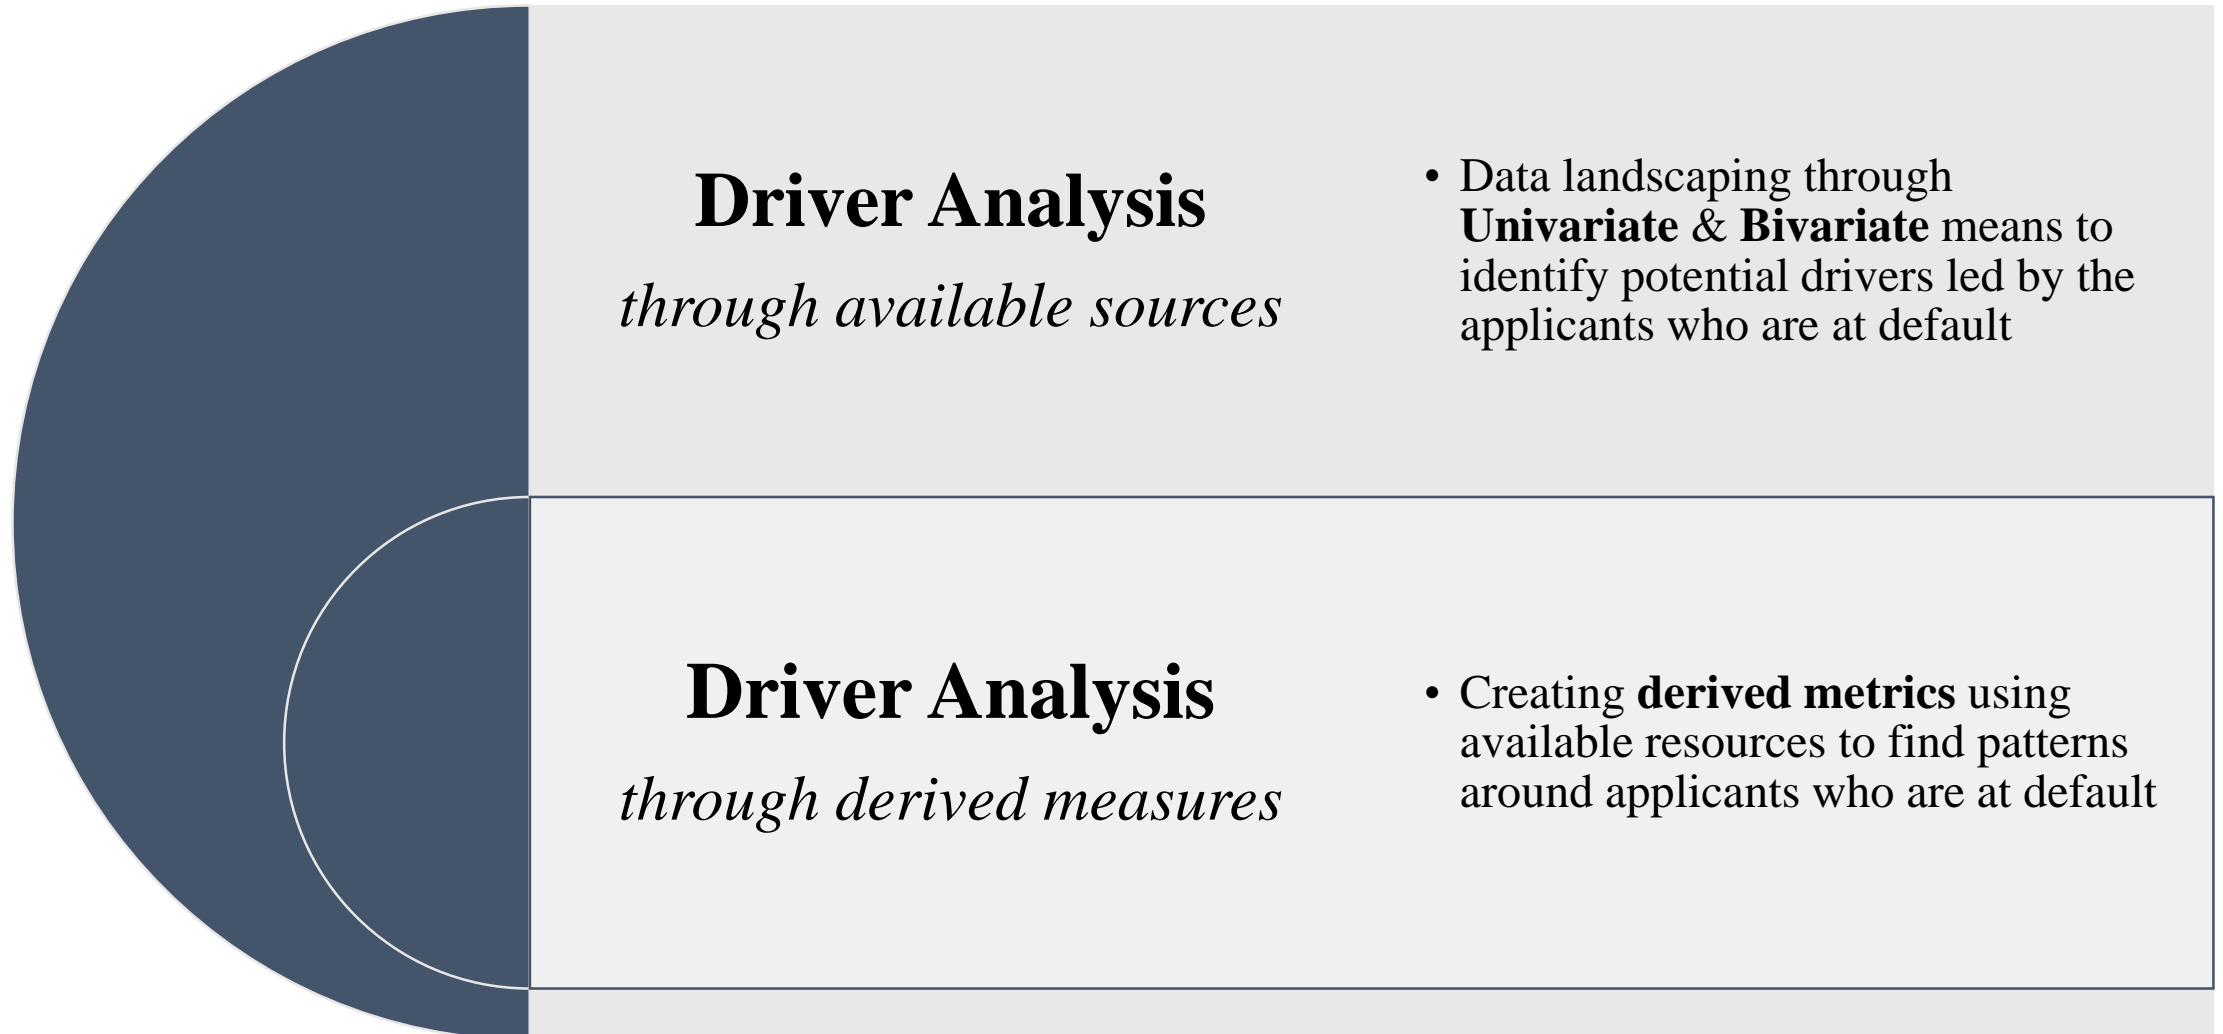 Driver Analysis
through available sources
• Data landscaping through
Univariate & Bivariate means to
identify potential drivers led by the
applicants who are at default
Driver Analysis
through derived measures
• Creating derived metrics using
available resources to find patterns
around applicants who are at default